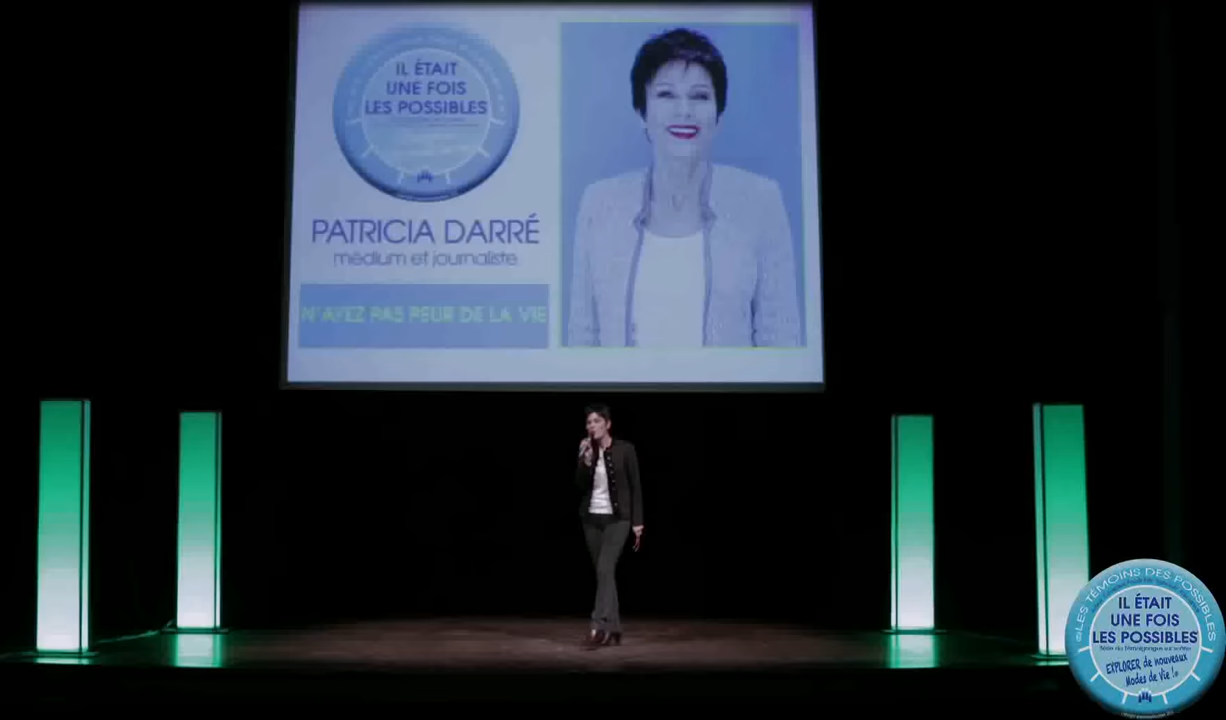 IL ÉTAIT
UNE FOIS
LES POSSIBLES
PATRICIA DARRÉ
médium et journaliste
N'AYEZ PAS PEUR DE LA VIE
LES TÉMOINS DES POSSIBLES
IL ÉTAIT
UNE FOIS
LES POSSIBLES
EXPLORER de nouveaux
Modes de Vie !